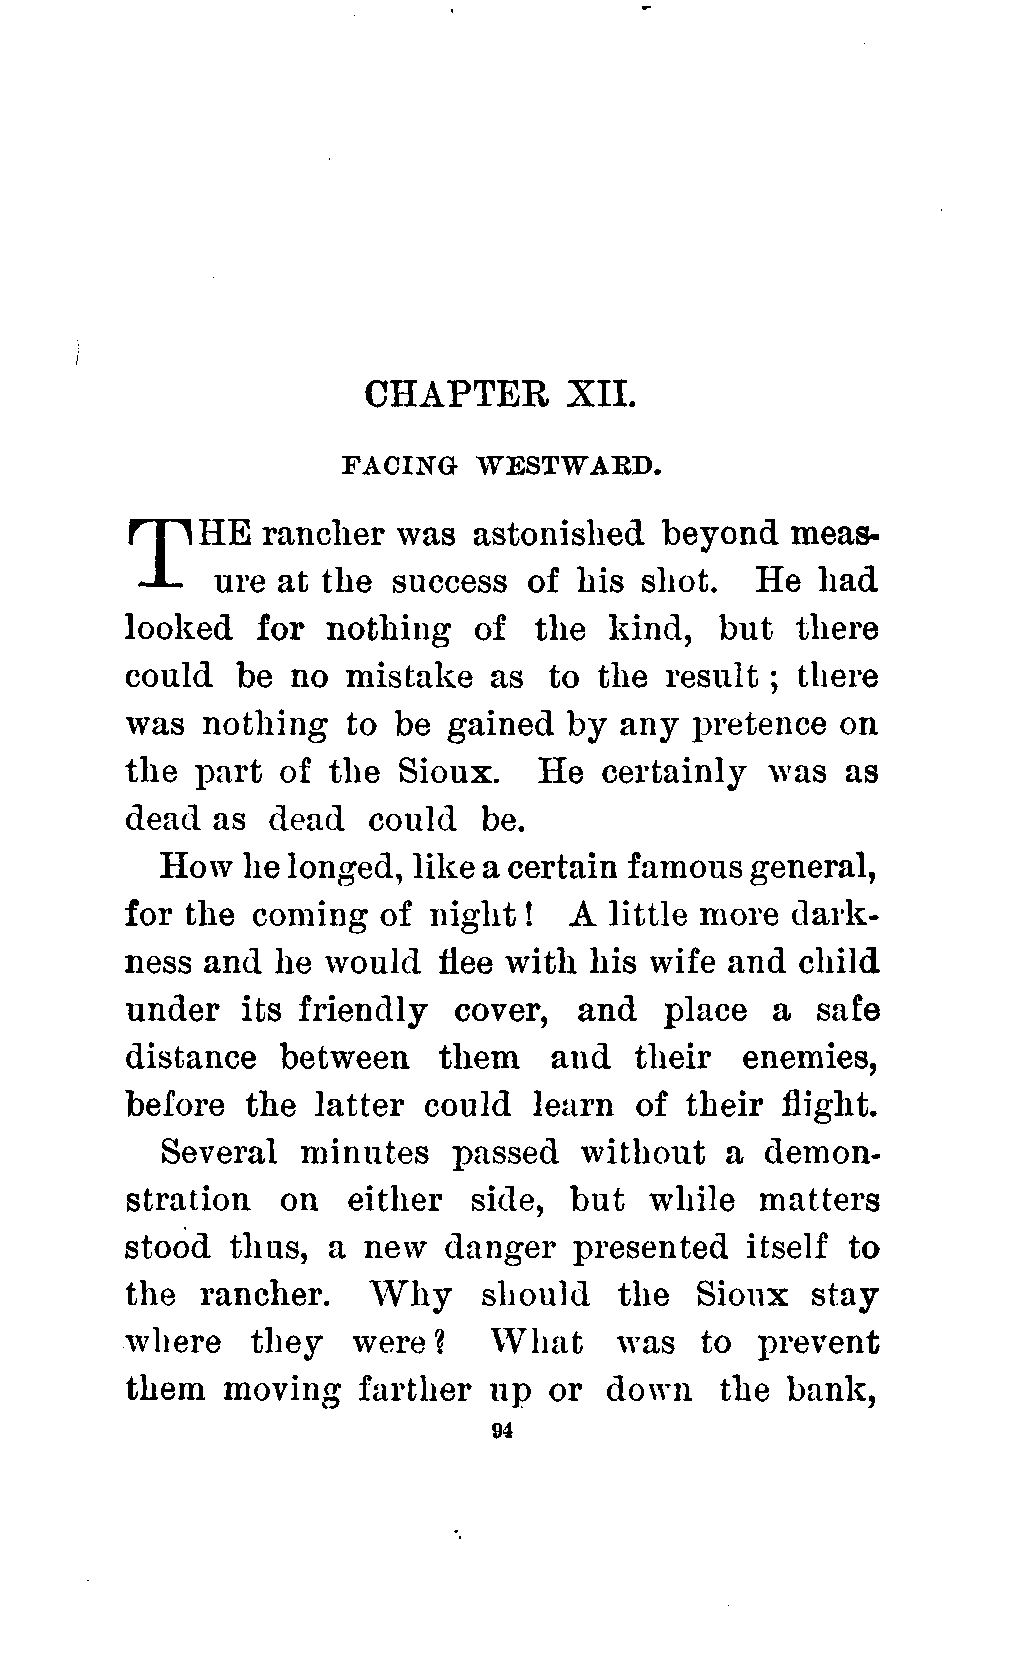 CHAPTER XII.
FACING WESTWARD.
THE rancher was astonished beyond meas-
ure at the success of his shot. He had
looked for nothing of the kind, but there
could be no mistake as to the result ; there
was nothing to be gained by any pretence on
the part of the Sioux. He certainly was as
dead as dead could be.
How he longed, like a certain famous general,
for the coming of night ! A little more dark-
ness and he would flee with his wife and child
under its friendly cover, and place a safe
distance between them and their enemies,
before the latter could learn of their flight.
Several minutes passed without a demon-
stration on either side, but while matters
stood thus, a new danger presented itself to
the rancher. Why should the Sioux stay
where they were ? What was to prevent
them moving farther up or down the bank,
94